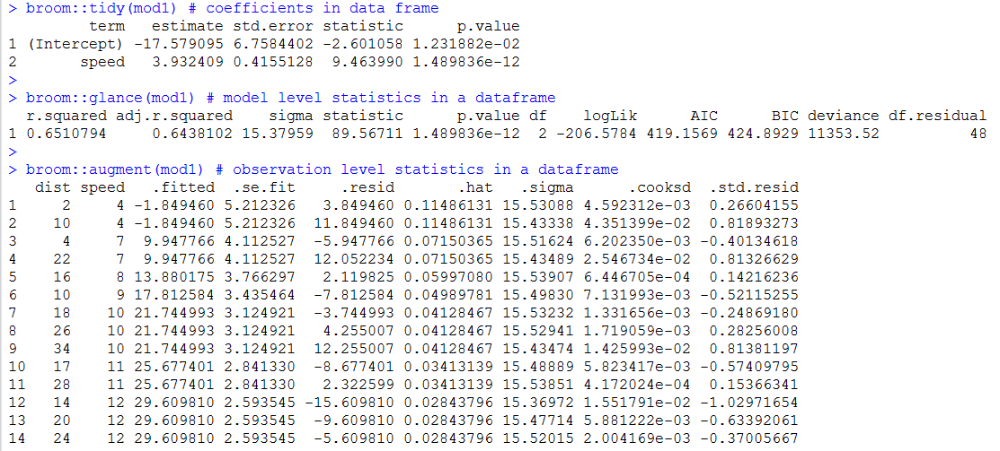 > broom::tidy(mod1) # coefficients in data frame
         term   estimate std.error statistic      p.value
1 (Intercept) -17.579095 6.7584402 -2.601058 1.231882e-02
2       speed   3.932409 0.4155128  9.463990 1.489836e-12
>
> broom::glance(mod1) # model level statistics in a dataframe
  r.squared adj.r.squared    sigma statistic      p.value df    logLik      AIC      BIC deviance df.residual
1 0.6510794     0.6438102 15.37959  89.56711 1.489836e-12  2 -206.5784 419.1569 424.8929 11353.52          48
>
> broom::augment(mod1) # observation level statistics in a dataframe
   dist speed   .fitted  .se.fit     .resid       .hat   .sigma      .cooksd  .std.resid
1     2     4 -1.849460 5.212326   3.849460 0.11486131 15.53088 4.592312e-03  0.26604155
2    10     4 -1.849460 5.212326  11.849460 0.11486131 15.43338 4.351399e-02  0.81893273
3     4     7  9.947766 4.112527  -5.947766 0.07150365 15.51624 6.202350e-03 -0.40134618
4    22     7  9.947766 4.112527  12.052234 0.07150365 15.43489 2.546734e-02  0.81326629
5    16     8 13.880175 3.766297   2.119825 0.05997080 15.53907 6.446705e-04  0.14216236
6    10     9 17.812584 3.435464  -7.812584 0.04989781 15.49830 7.131993e-03 -0.52115255
7    18    10 21.744993 3.124921  -3.744993 0.04128467 15.53232 1.331656e-03 -0.24869180
8    26    10 21.744993 3.124921   4.255007 0.04128467 15.52941 1.719059e-03  0.28256008
9    34    10 21.744993 3.124921  12.255007 0.04128467 15.43474 1.425993e-02  0.81381197
10   17    11 25.677401 2.841330  -8.677401 0.03413139 15.48889 5.823417e-03 -0.57409795
11   28    11 25.677401 2.841330   2.322599 0.03413139 15.53851 4.172024e-04  0.15366341
12   14    12 29.609810 2.593545 -15.609810 0.02843796 15.36972 1.551791e-02 -1.02971654
13   20    12 29.609810 2.593545  -9.609810 0.02843796 15.47714 5.881222e-03 -0.63392061
14   24    12 29.609810 2.593545  -5.609810 0.02843796 15.52015 2.004169e-03 -0.37005667